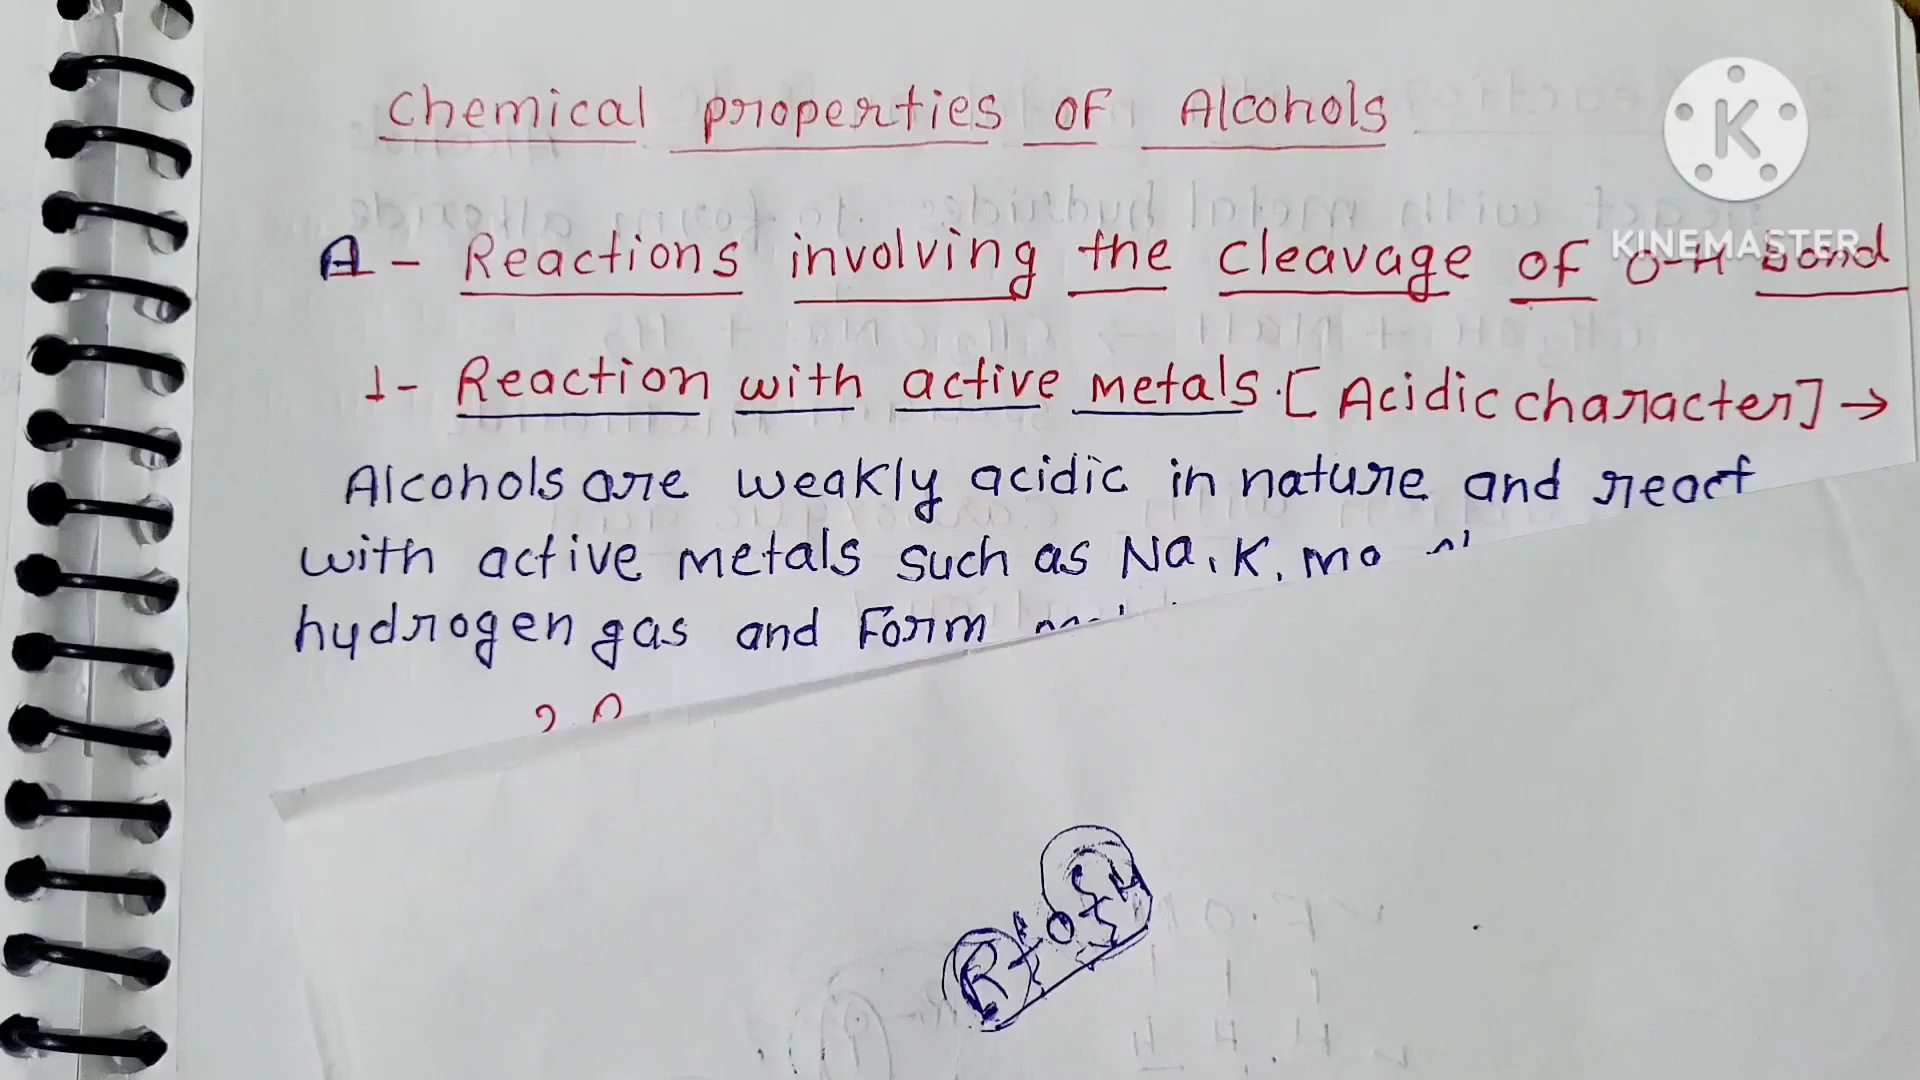 Chemical properties OF Alcohols
K
KINEMASTER
A - Reactions involving the cleavage of O-H Bond
1- Reaction with active metals. [Acidic character] →
Alcohols are weakly acidic in nature and react
with active metals such as Na, K,
hydrogen gas and Form
R O H